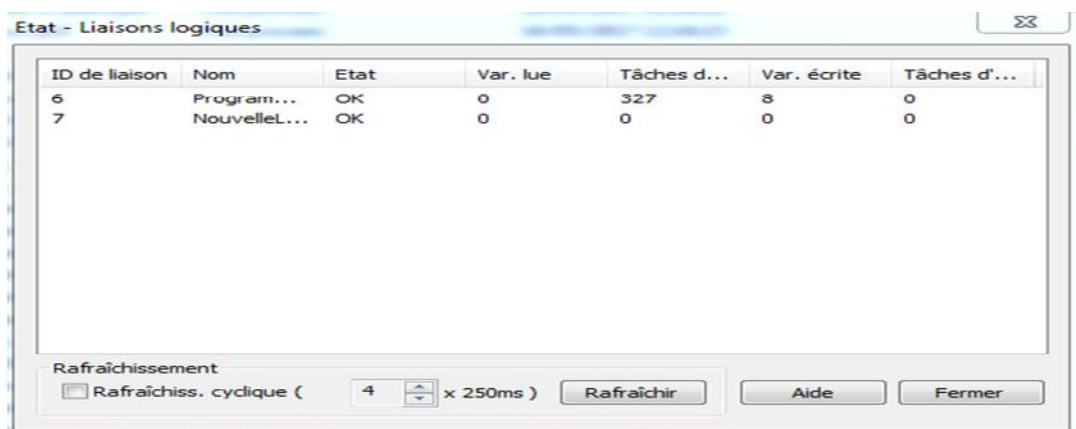 Etat - Liaisons logiques
ID de liaison Nom Etat Var. lue Tâches d... Var. écrite Tâches d'...
6 Program... OK 0 327 8 0
7 NouvelleL... OK 0 0 0 0
Rafraîchissement
Rafraîchiss. cyclique ( 4 x 250ms ) Rafraîchir Aide Fermer